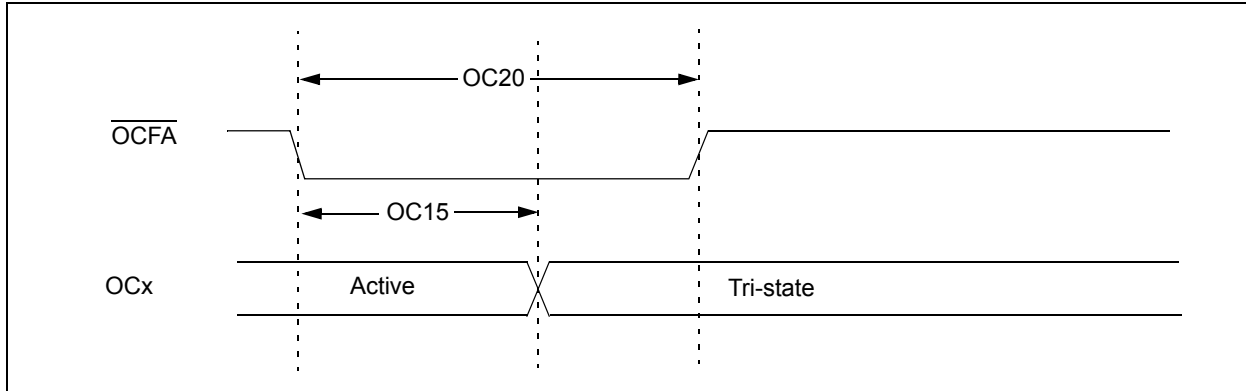 OC20
OCFA
OC15
OCx
Active
Tri-state